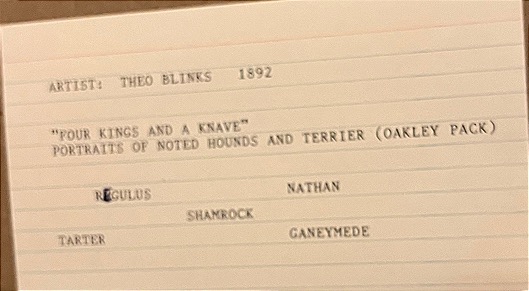 ARTIST: THEO BLINKS 1892
"FOUR KINGS AND A KNAVE"
PORTRAITS OF NOTED HOUNDS AND TERRIER (OAKLEY PACK)
REGULUS NATHAN
SHAMROCK
TARTER GANEYMEDE